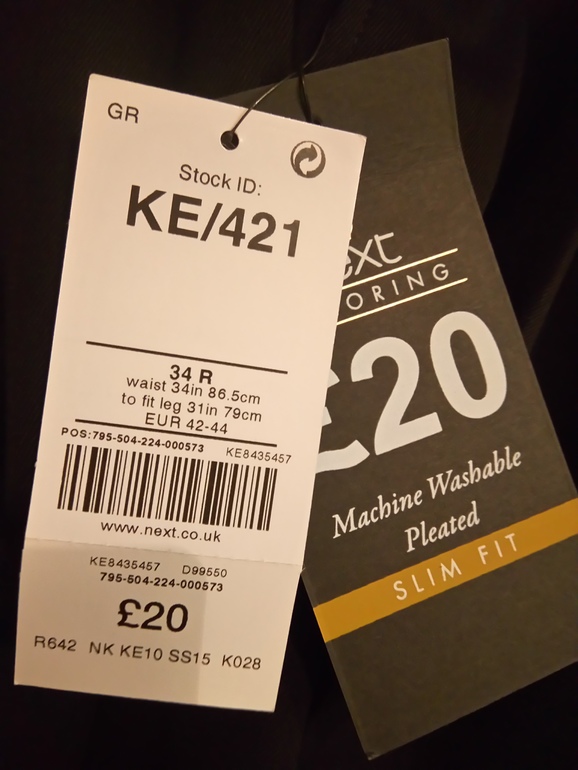 GR
Stock ID:
KE/421
34 R
waist 34in 86.5cm
to fit leg 31in 79cm
EUR 42-44
POS:795-504-224-000573 KE8435457
www.next.co.uk
KE8435457 D99550
795-504-224-000573
£20
R642 NK KE10 SS15 K028
ext
ORING
£20
Machine Washable
Pleated
SLIM FIT